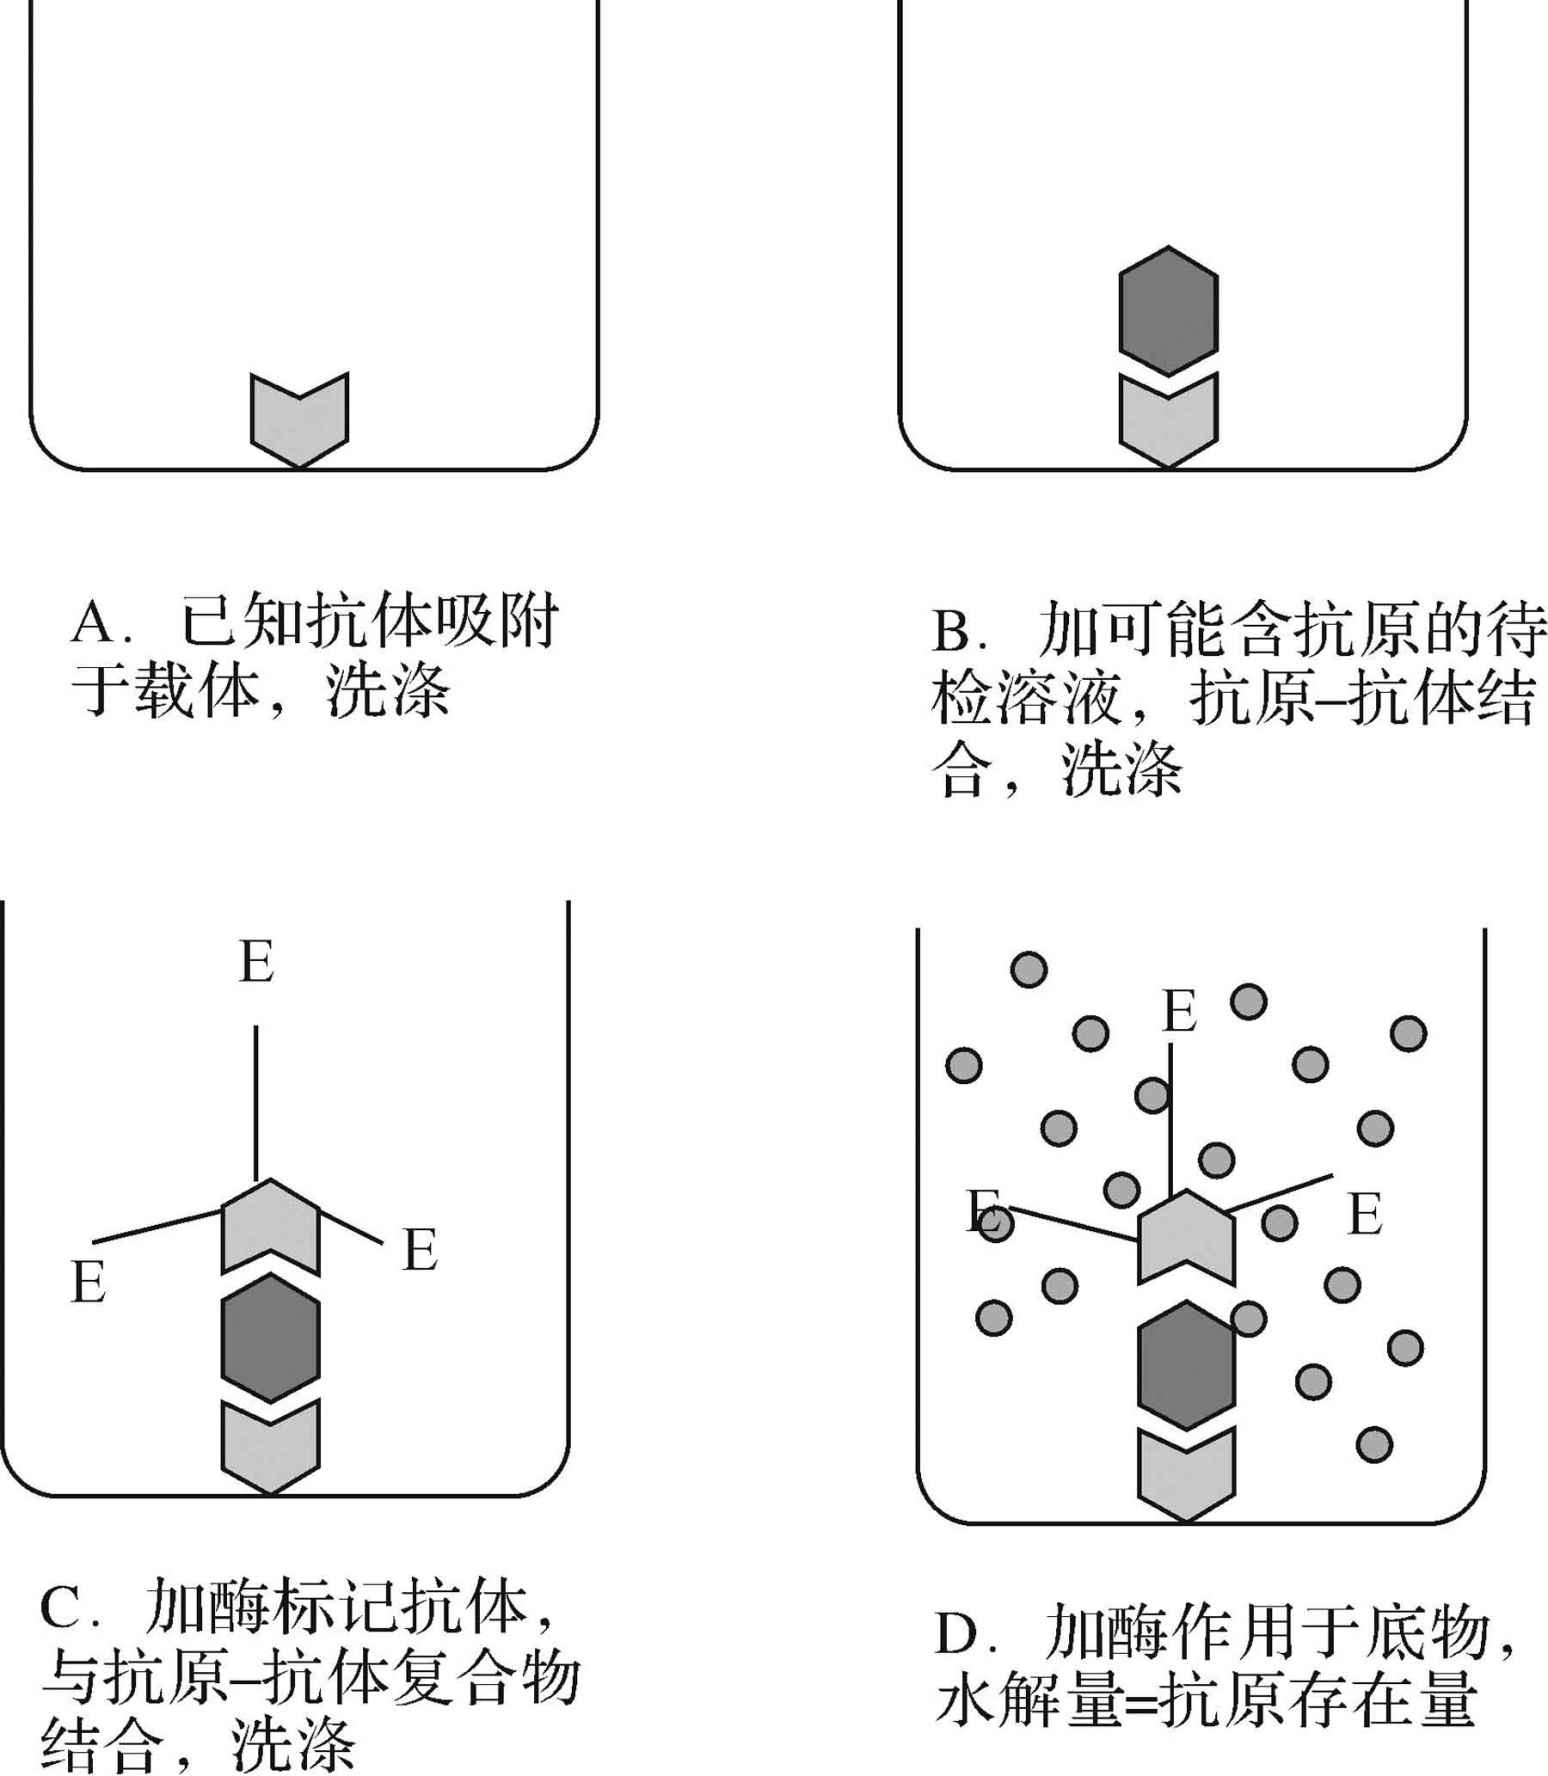 A. 已知抗体吸附
于载体，洗涤
B. 加可能含抗原的待
检溶液，抗原–抗体结
合，洗涤
E
E
E
C. 加酶标记抗体，
与抗原–抗体复合物
结合，洗涤
E
E
E
D. 加酶作用于底物，
水解量=抗原存在量